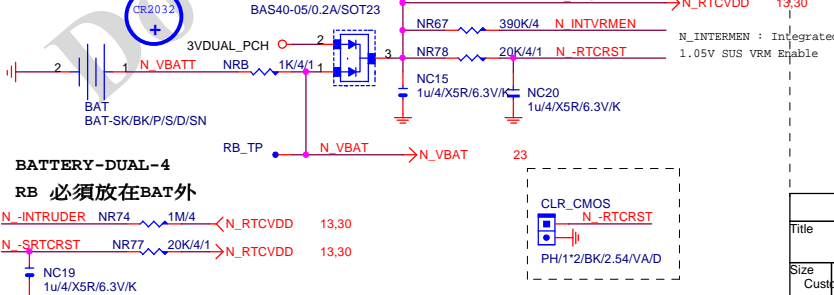 CR2032
+
BAS40-05/0.2A/SOT23
N_RTCVDD 13,30
NR67 390K/4 N_INTVRMEN
3VDUAL_PCH 2
N_INTERMEN : Integrated
NR78 20K/4/1 N_-RTCRST
1.05V SUS VRM Enable
3
2 1 N_VBATT NRB 1K/4/1 1
NC15
1u/4/X5R/6.3V/K
NC20
1u/4/X5R/6.3V/K
BAT
BAT-SK/BK/P/S/D/SN
RB_TP N_VBAT N_VBAT 23
BATTERY-DUAL-4
RB 必須放在BAT外
CLR_CMOS
N_-RTCRST
PH/1*2/BK/2.54/VA/D
N_-INTRUDER NR74 1M/4 N_RTCVDD 13,30
N_-SRTCRST NR77 20K/4/1 N_RTCVDD 13,30
NC19
1u/4/X5R/6.3V/K
Title
Size
Custo